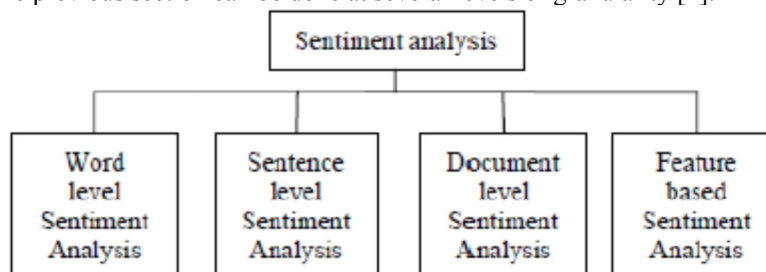 Sentiment analysis
Word
level
Sentiment
Analysis
Sentence
level
Sentiment
Analysis
Document
level
Sentiment
Analysis
Feature
based
Sentiment
Analysis